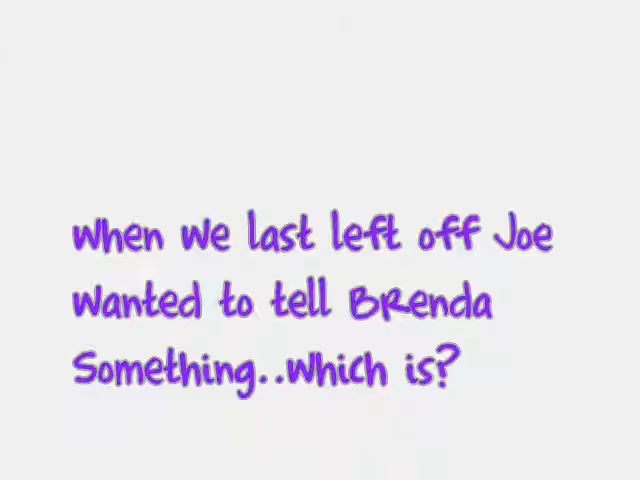 When We last left off Joe
Wanted to tell BRenda
Something..Which is?